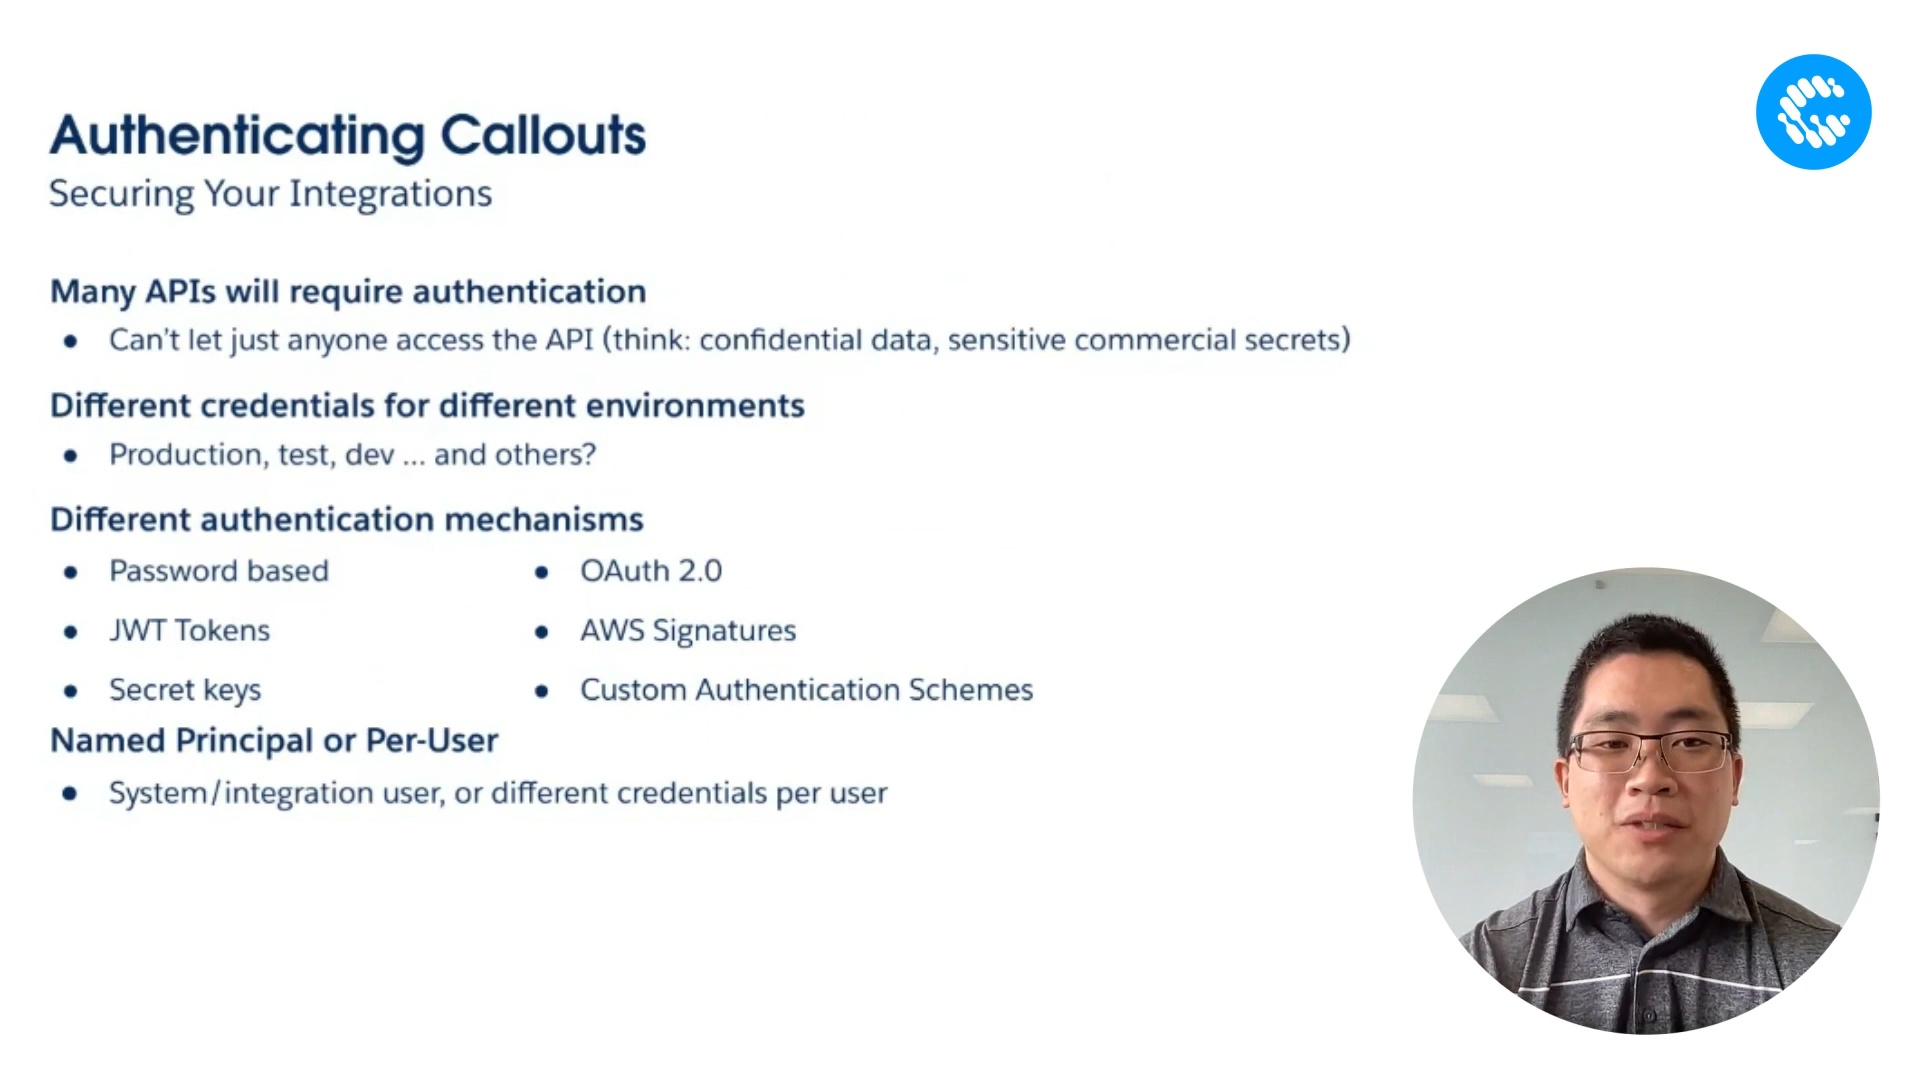 Authenticating Callouts
Securing Your Integrations
Many APIs will require authentication
● Can't let just anyone access the API (think: confidential data, sensitive commercial secrets)
Different credentials for different environments
● Production, test, dev ... and others?
Different authentication mechanisms
● Password based
● JWT Tokens
● Secret keys
● OAuth 2.0
● AWS Signatures
● Custom Authentication Schemes
Named Principal or Per-User
● System/integration user, or different credentials per user